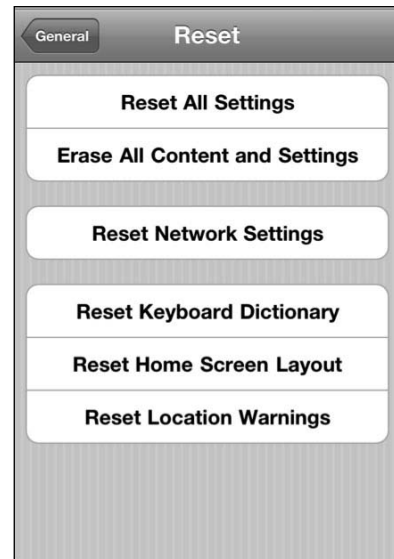 General
Reset
Reset All Settings
Erase All Content and Settings
Reset Network Settings
Reset Keyboard Dictionary
Reset Home Screen Layout
Reset Location Warnings